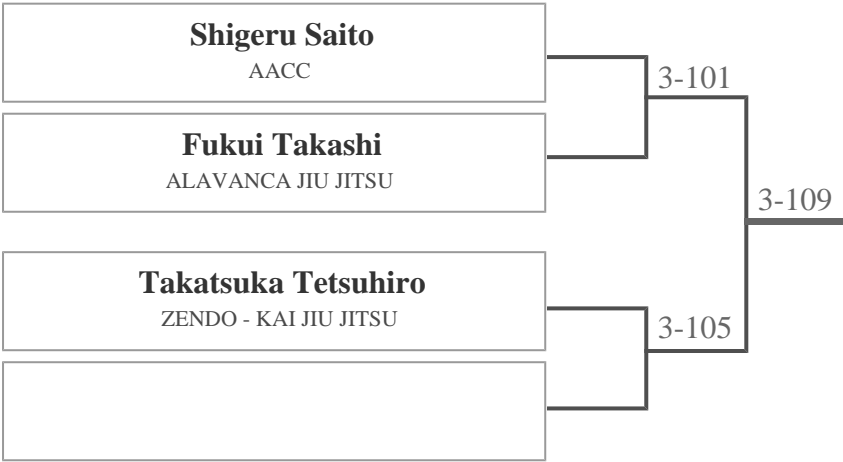 Shigeru Saito
AACC
3-101
Fukui Takashi
ALAVANCA JIU JITSU
3-109
Takatsuka Tetsuhiro
ZENDO - KAI JIU JITSU
3-105